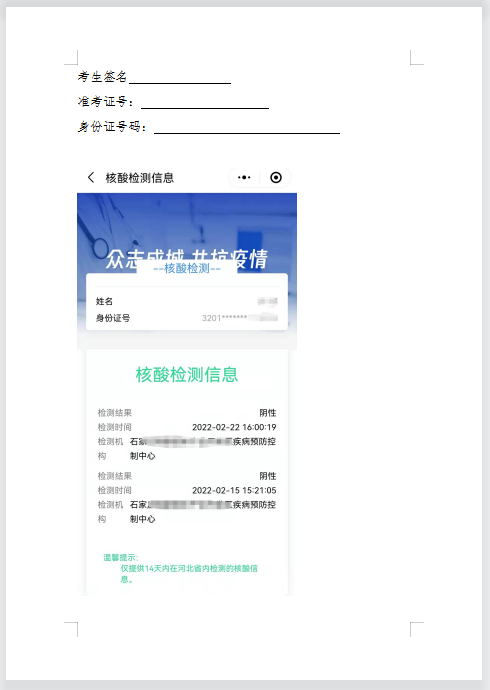 考生签名
准考证号：
身份证号码：
核酸检测信息
众志成城 共抗疫情
--核酸检测--
姓名
身份证号 3201*******
核酸检测信息
检测结果 阴性
检测时间 2022-02-22 16:00:19
检测机构 石家 疾病预防控制中心
检测结果 阴性
检测时间 2022-02-15 15:21:05
检测机构 石家 疾病预防控制中心
温馨提示：
仅提供14天内在河北省内检测的核酸信
息。